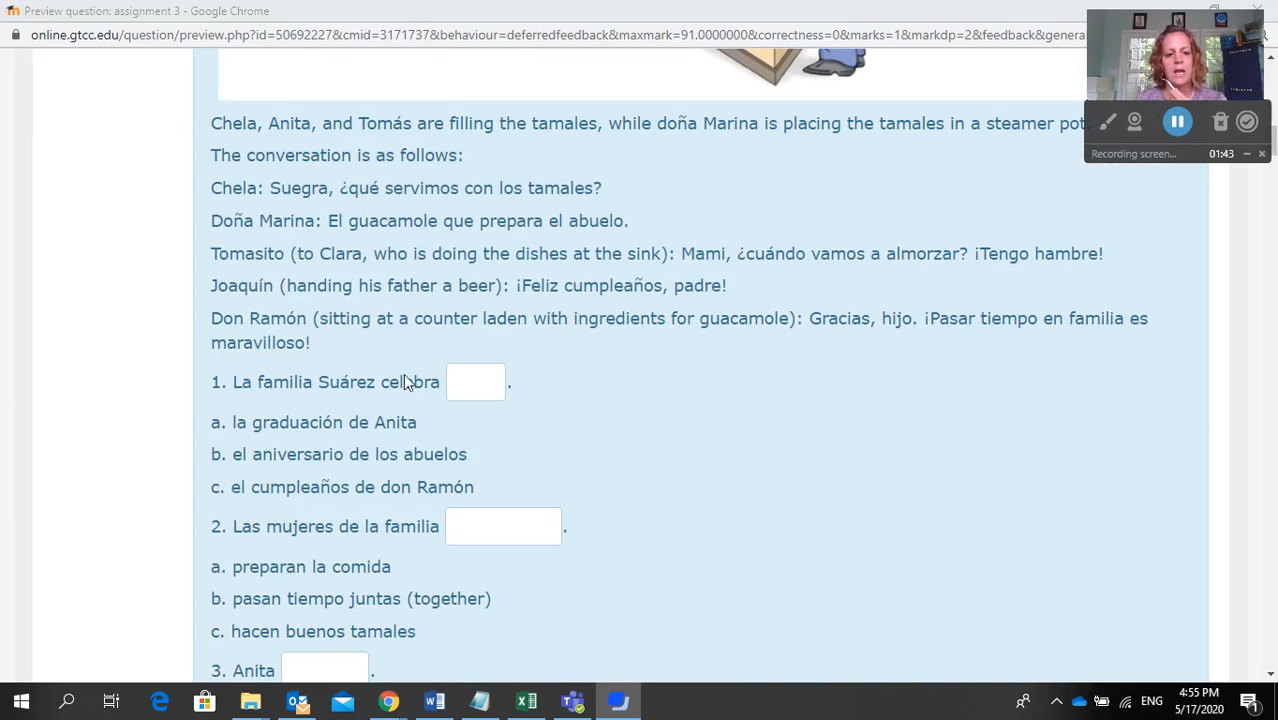 Preview question: assignment 3 - Google Chrome
online.gtcc.edu/question/preview.php?id=50692227&cmid=3171737&behaviour=deferredfeedback&maxmark=91.0000000&correctness=0&marks=1&markdp=2&feedback&genera
Recording screen... 01:43
Chela, Anita, and Tomás are filling the tamales, while doña Marina is placing the tamales in a steamer pot
The conversation is as follows:
Chela: Suegra, ¿qué servimos con los tamales?
Doña Marina: El guacamole que prepara el abuelo.
Tomasito (to Clara, who is doing the dishes at the sink): Mami, ¿cuándo vamos a almorzar? ¡Tengo hambre!
Joaquín (handing his father a beer): ¡Feliz cumpleaños, padre!
Don Ramón (sitting at a counter laden with ingredients for guacamole): Gracias, hijo. ¡Pasar tiempo en familia es
maravilloso!
1. La familia Suárez celebra .
a. la graduación de Anita
b. el aniversario de los abuelos
c. el cumpleaños de don Ramón
2. Las mujeres de la familia .
a. preparan la comida
b. pasan tiempo juntas (together)
c. hacen buenos tamales
3. Anita .
ENG
4:55 PM
5/17/2020
1